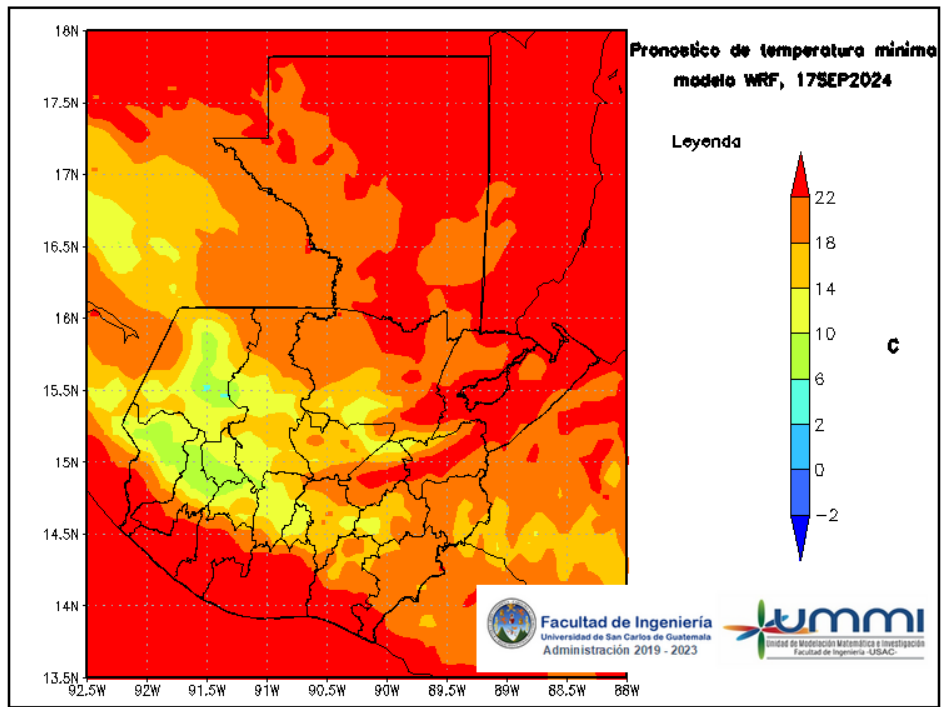 Pronostico de temperatura minima
modelo WRF, 17SEP2024
Leyenda
22
18
14
10
6
2
0
−2
C
18N
17.5N
17N
16.5N
16N
15.5N
15N
14.5N
14N
13.5N
92.5W 92W 91.5W 91W 90.5W 90W 89.5W 89W 88.5W 88W
Facultad de Ingeniería
Universidad de San Carlos de Guatemala
Administración 2019 - 2023
UMMI
Unidad de Modelación Matemática e Investigación
Facultad de Ingeniería -USAC-